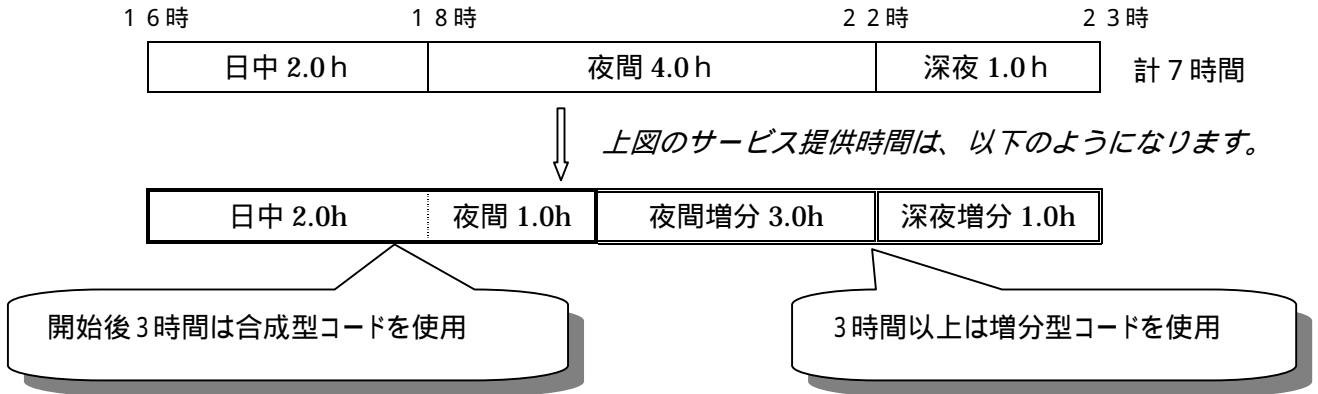 16時 18時 22時 23時
日中 2.0h 夜間 4.0h 深夜 1.0h 計7時間
上図のサービス提供時間は、以下のようになります。
日中 2.0h 夜間 1.0h 夜間増分 3.0h 深夜増分 1.0h
開始後3時間は合成型コードを使用 3時間以上は増分型コードを使用